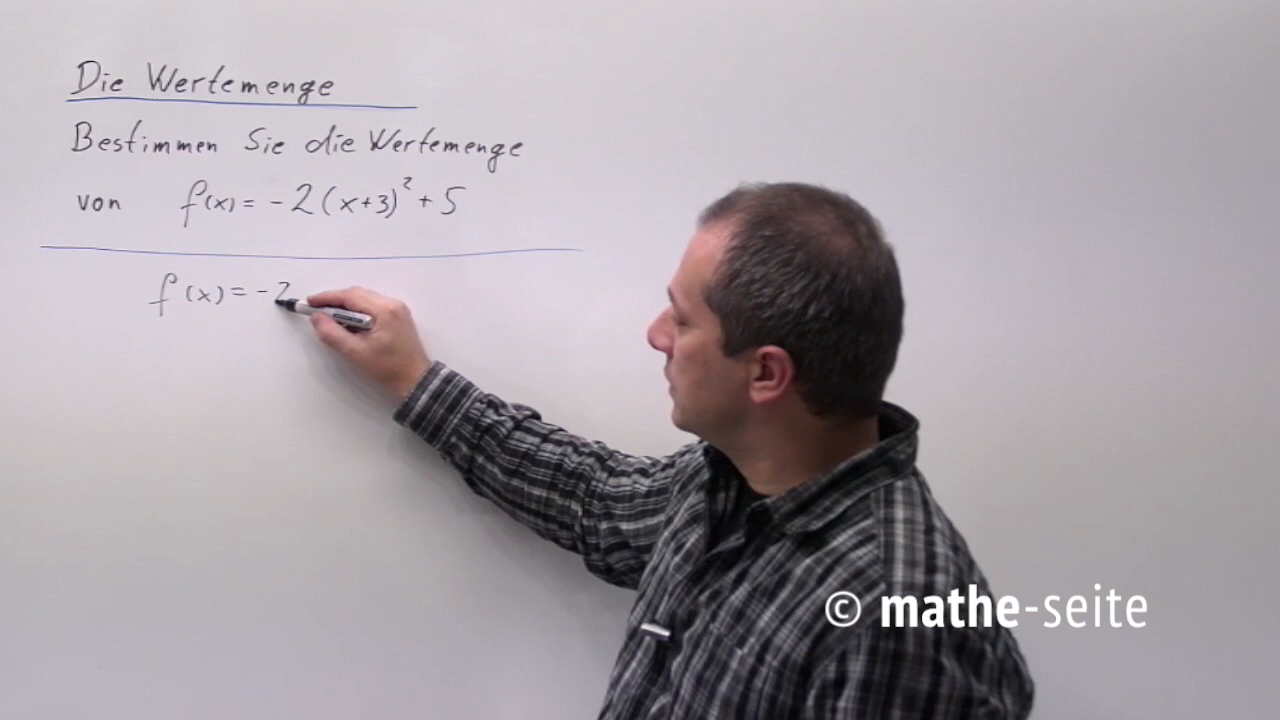 Die Wertemenge
Bestimmen Sie die Wertemenge
von f(x) = -2(x+3)² + 5
f(x) = -2
© mathe-seite